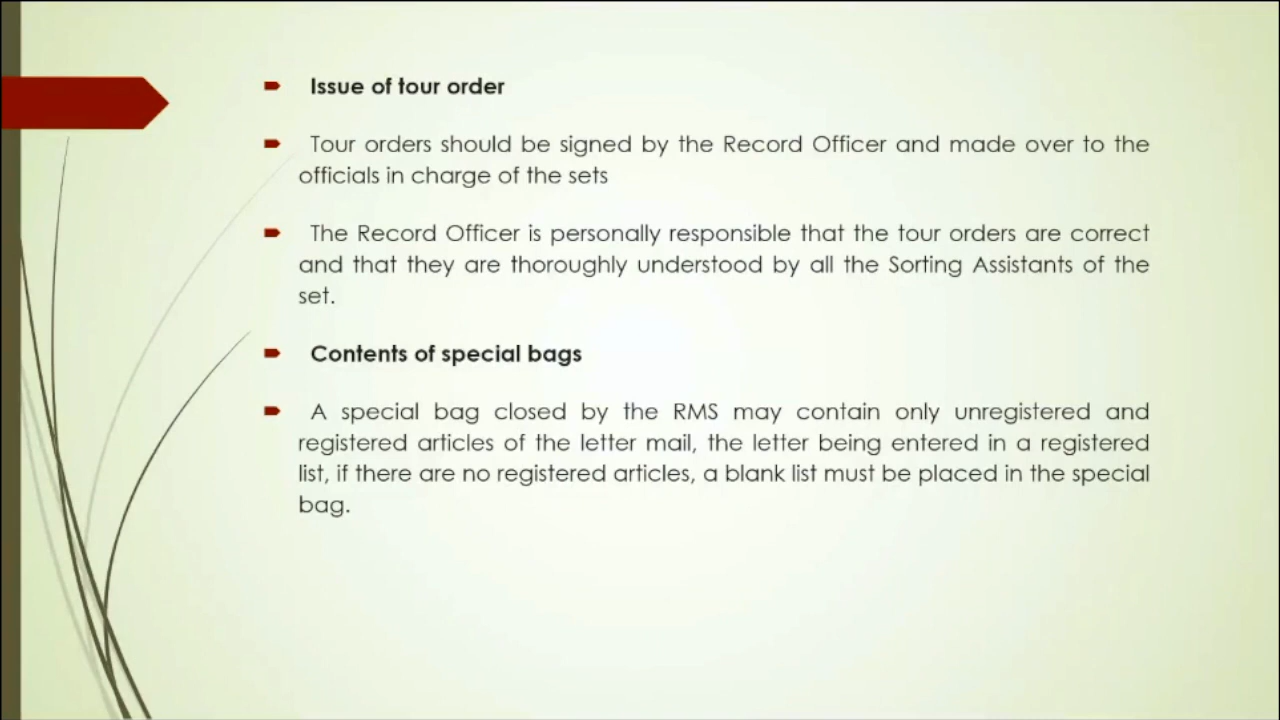 Issue of tour order
Tour orders should be signed by the Record Officer and made over to the
officials in charge of the sets
The Record Officer is personally responsible that the tour orders are correct
and that they are thoroughly understood by all the Sorting Assistants of the
set.
Contents of special bags
A special bag closed by the RMS may contain only unregistered and
registered articles of the letter mail, the letter being entered in a registered
list, if there are no registered articles, a blank list must be placed in the special
bag.